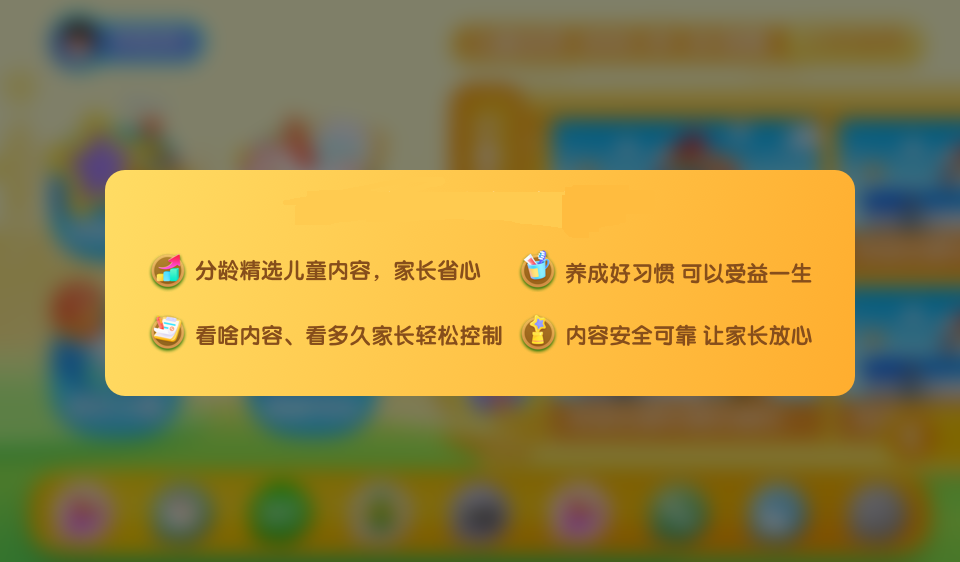 分龄精选儿童内容，家长省心
养成好习惯 可以受益一生
看啥内容、看多久家长轻松控制
内容安全可靠 让家长放心